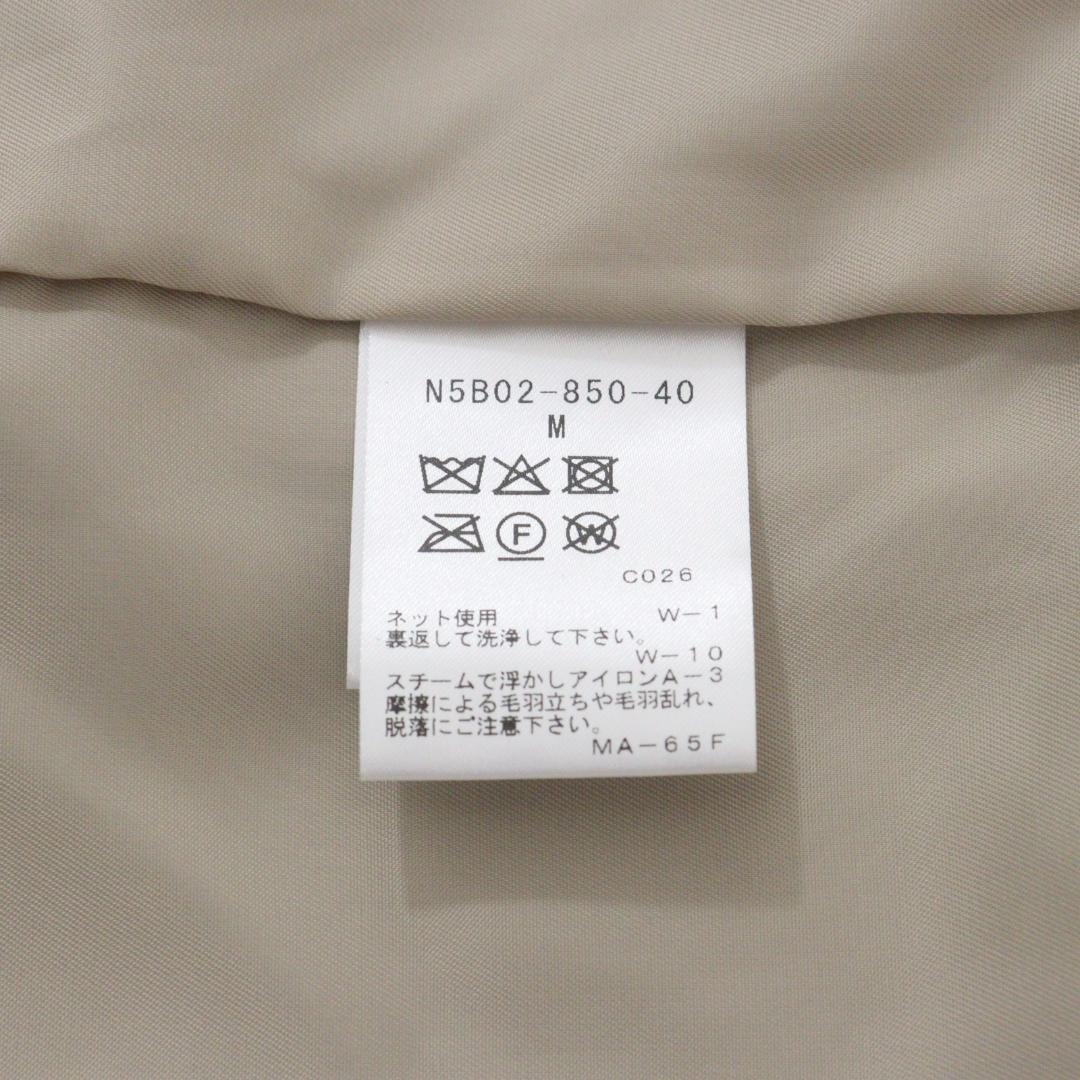 N5B02-850-40
M
F
W
C026
ネット使用 W-1
裏返して洗浄して下さい。
W-10
スチームで浮かしアイロンA-3
摩擦による毛羽立ちや毛羽乱れ、
脱落にご注意下さい。
MA-65F